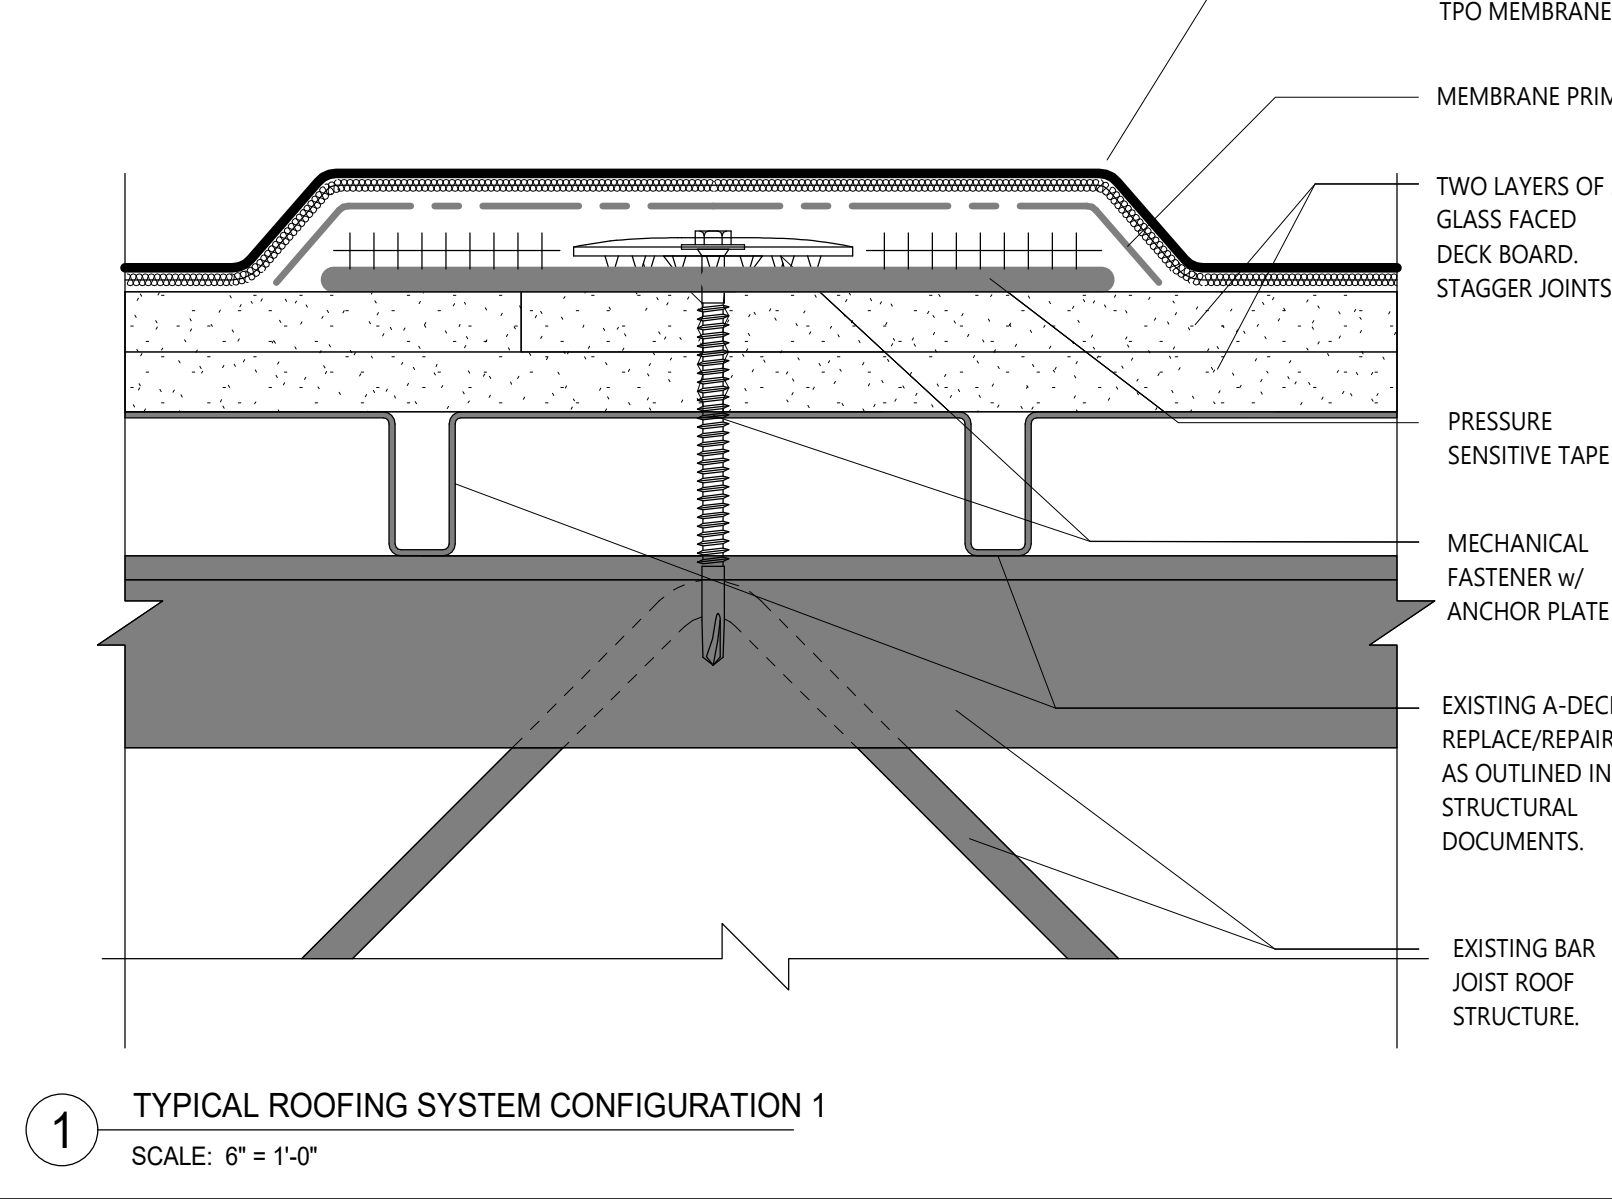 TPO MEMBRANE
MEMBRANE
TWO LAYERS OF
GLASS FACED
DECK BOARD.
STAGGER JOINTS
PRESSURE
SENSITIVE TAPE
MECHANICAL
FASTENER w/
ANCHOR PLATE
EXISTING
REPLACE/REPAIR
AS OUTLINED IN
STRUCTURAL
DOCUMENTS.
EXISTING BAR
JOIST ROOF
STRUCTURE.
1 TYPICAL ROOFING SYSTEM CONFIGURATION 1
SCALE: 6" = 1'-0"